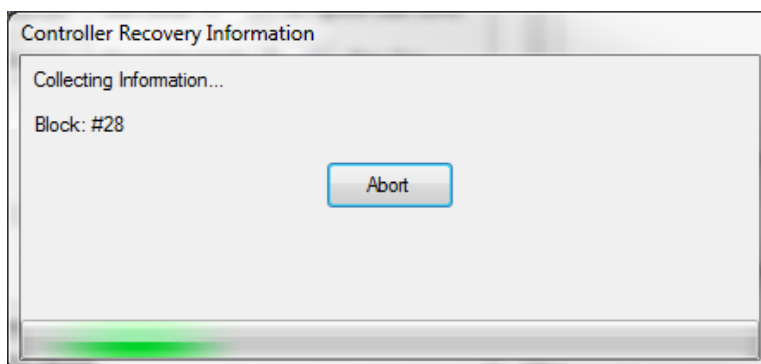 Controller Recovery Information
Collecting Information...
Block: #28
Abort